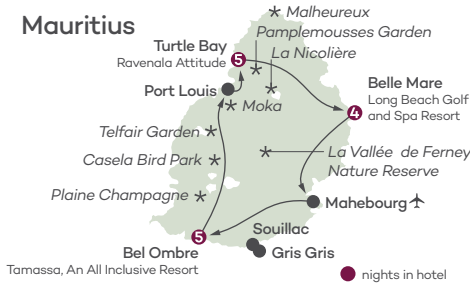 Mauritius
Malheureux
Pamplemousses Garden
La Nicolière
Turtle Bay
Ravenala Attitude
5
Port Louis
Moka
Belle Mare
Long Beach Golf
and Spa Resort
4
Telfair Garden
Casela Bird Park
La Vallée de Ferney
Nature Reserve
Plaine Champagne
Mahebourg
Souillac
Gris Gris
5
Bel Ombre
Tamassa, An All Inclusive Resort
nights in hotel